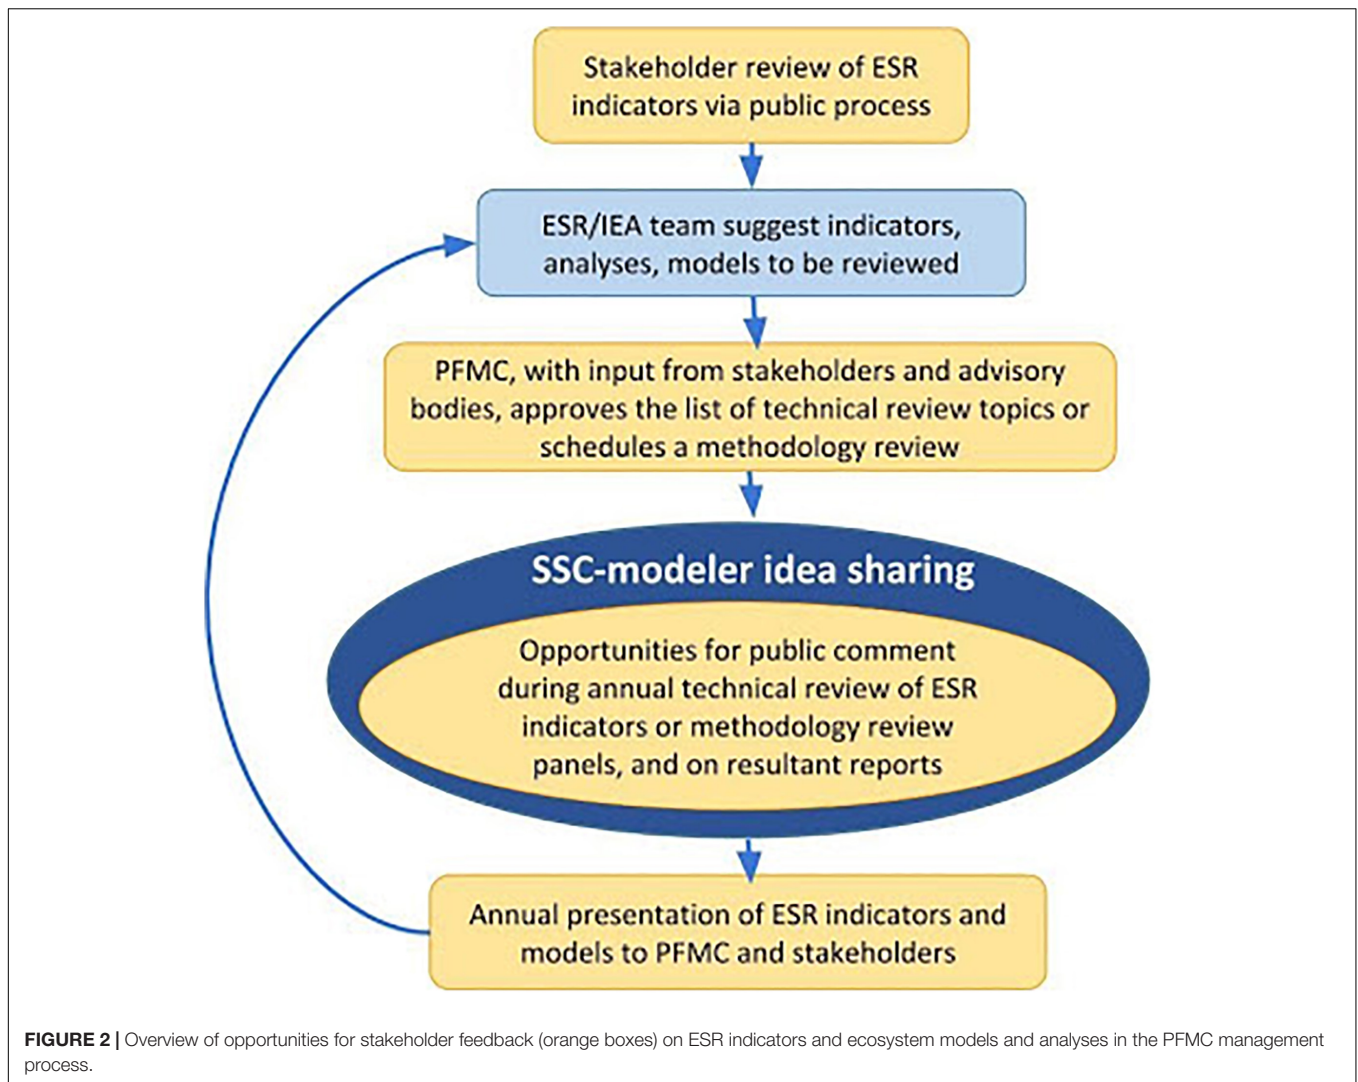 Stakeholder review of ESR
indicators via public process
ESR/IEA team suggest indicators,
analyses, models to be reviewed
PFMC, with input from stakeholders and advisory
bodies, approves the list of technical review topics or
schedules a methodology review
SSC-modeler idea sharing
Opportunities for public comment
during annual technical review of ESR
indicators or methodology review
panels, and on resultant reports
Annual presentation of ESR indicators and
models to PFMC and stakeholders
FIGURE 2 | Overview of opportunities for stakeholder feedback (orange boxes) on ESR indicators and ecosystem models and analyses in the PFMC management
process.